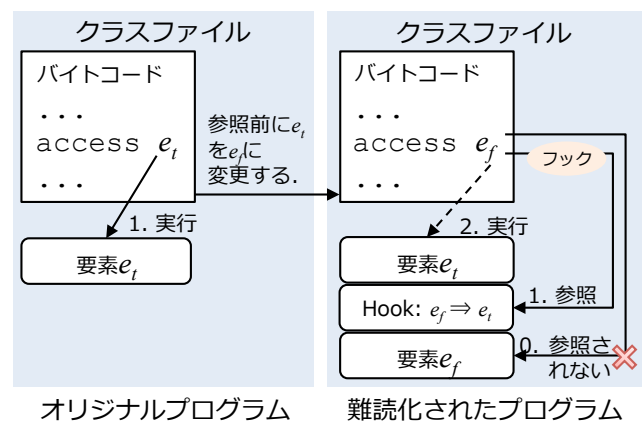 クラスファイル
バイトコード
...
access eₜ
...
1. 実行
要素eₜ
オリジナルプログラム
参照前にeₜ
をe_fに
変更する.
クラスファイル
バイトコード
...
access e_f
...
フック
2. 実行
要素eₜ
Hook: e_f ⇒ eₜ
1. 参照
要素e_f
0. 参照さ
れない
難読化されたプログラム